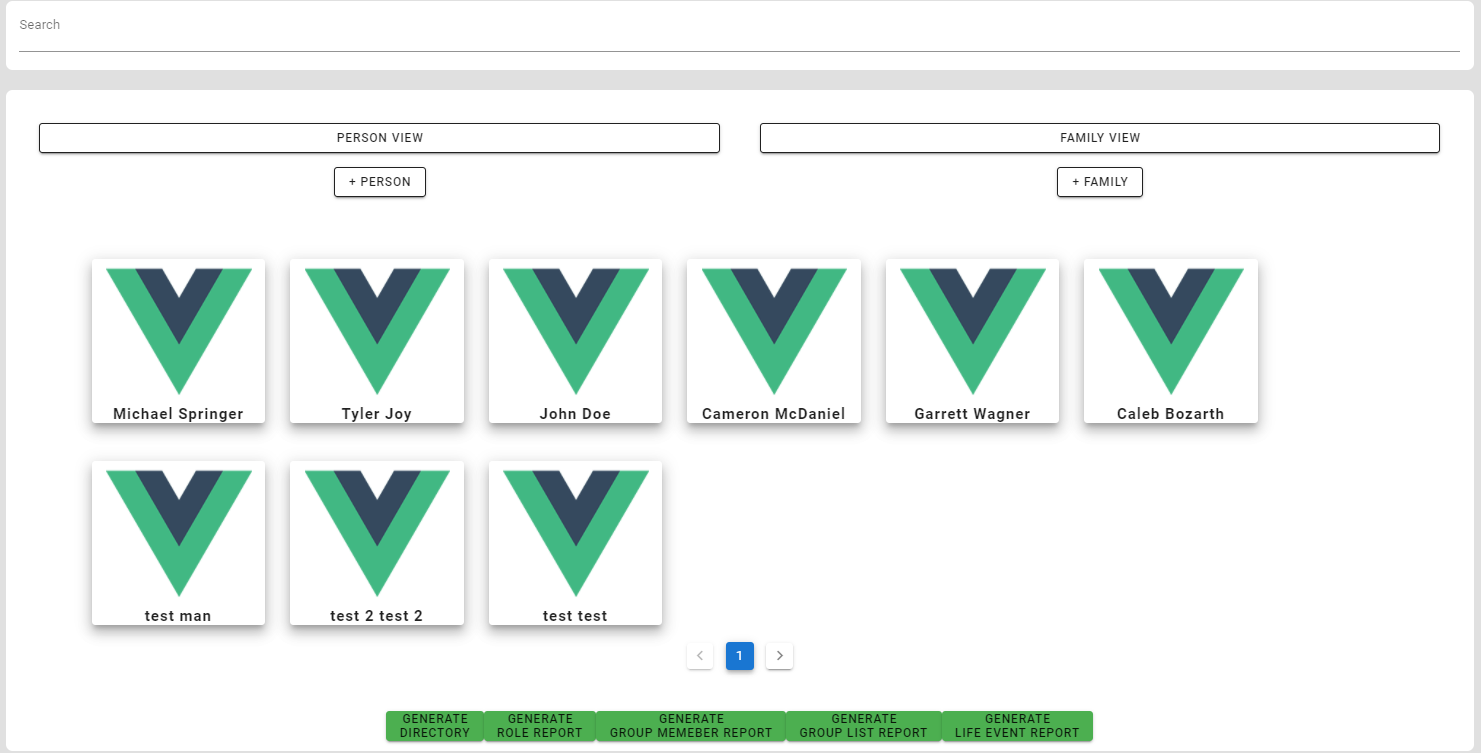 Search
PERSON VIEW
FAMILY VIEW
+ PERSON
+ FAMILY
Michael Springer
Tyler Joy
John Doe
Cameron McDaniel
Garrett Wagner
Caleb Bozarth
test man
test 2 test 2
test test
1
GENERATE
DIRECTORY
GENERATE
ROLE REPORT
GENERATE
GROUP MEMEBER REPORT
GENERATE
GROUP LIST REPORT
GENERATE
LIFE EVENT REPORT